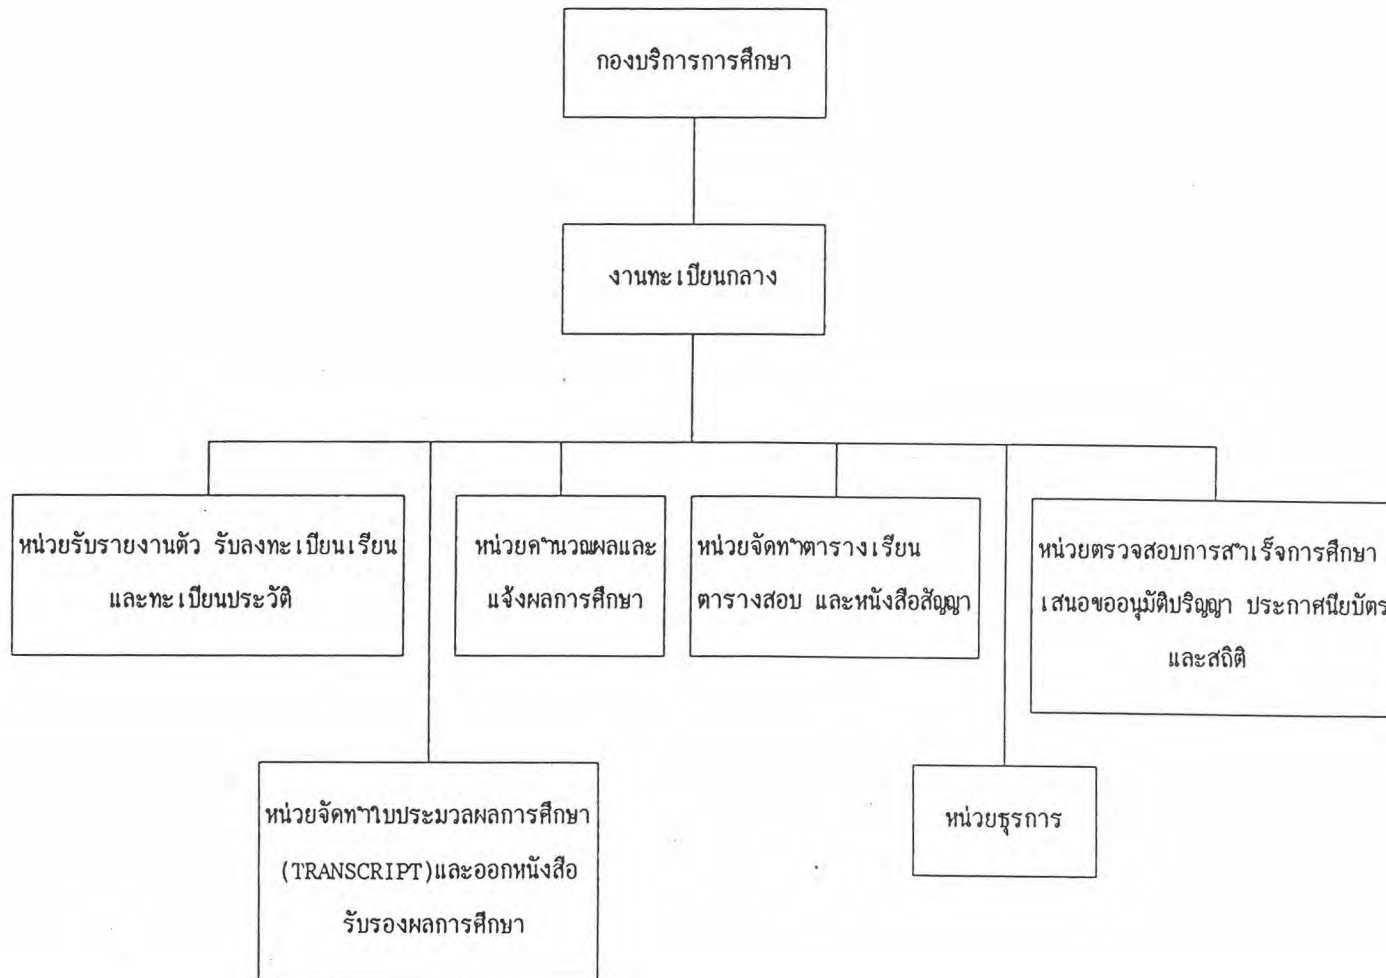 กองบริการการศึกษา
งานทะเบียนกลาง
หน่วยรับรายงานตัว รับลงทะเบียนเรียน
และทะเบียนประวัติ
หน่วยคำนวณผลและ
แจ้งผลการศึกษา
หน่วยจัดทำตารางเรียน
ตารางสอบ และหนังสือสัญญา
หน่วยตรวจสอบการสำเร็จการศึกษา
เสนอขออนุมัติปริญญา ประกาศนียบัตร
และสถิติ
หน่วยจัดทำใบประมวลผลการศึกษา
(TRANSCRIPT)และออกหนังสือ
รับรองผลการศึกษา
หน่วยธุรการ